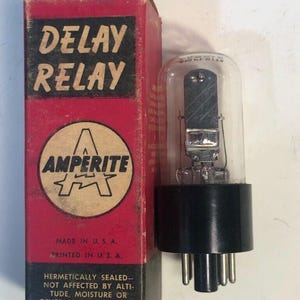 DELAY
RELAY
AMPERITE
MADE IN U.S.A.
PRINTED IN U.S.A.
HERMETICALLY SEALED—
NOT AFFECTED BY ALTI-
TUDE, MOISTURE OR